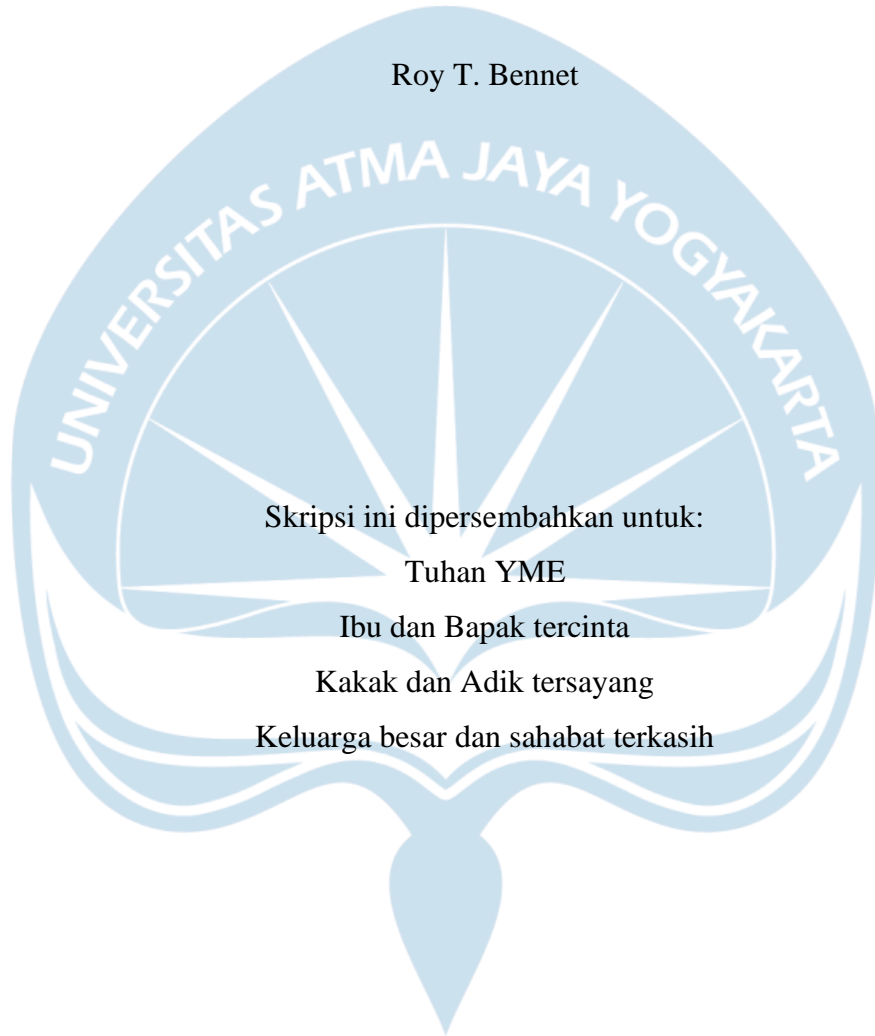 Roy T. Bennet
UNIVERSITAS ATMA JAYA YOGYAKARTA
Skripsi ini dipersembahkan untuk:
Tuhan YME
Ibu dan Bapak tercinta
Kakak dan Adik tersayang
Keluarga besar dan sahabat terkasih